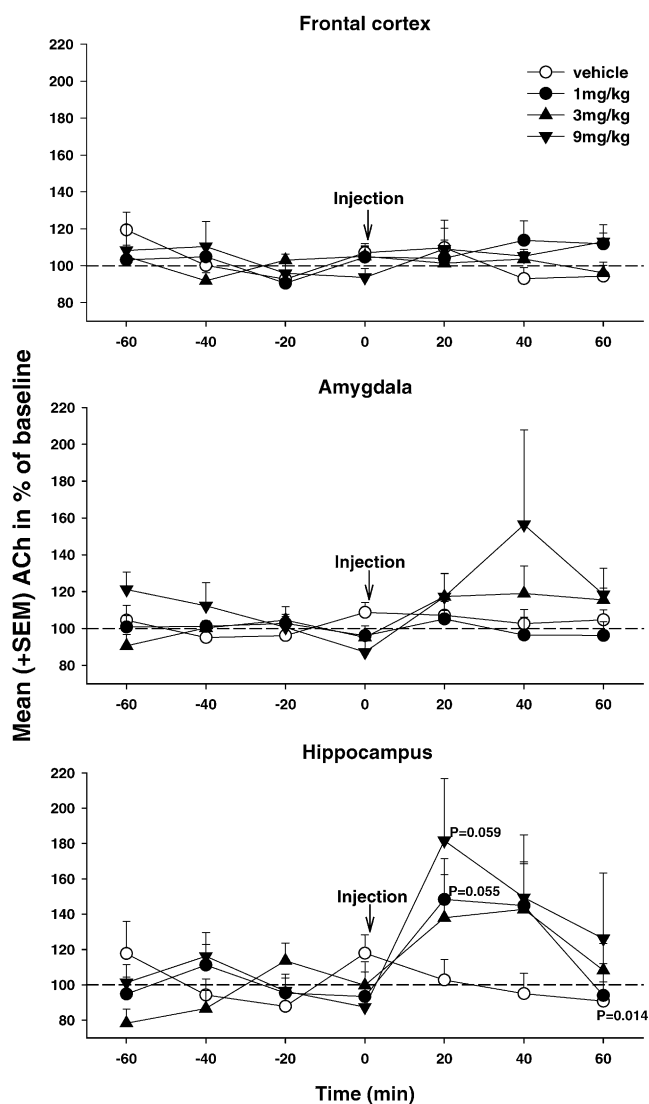 Frontal cortex
220
200
180
160
140
120
100
80
vehicle
1mg/kg
3mg/kg
9mg/kg
Injection
-60 -40 -20 0 20 40 60
Mean (+SEM) ACh in % of baseline
Amygdala
220
200
180
160
140
120
100
80
Injection
-60 -40 -20 0 20 40 60
Hippocampus
220
200
180
160
140
120
100
80
P=0.059
P=0.055
Injection
P=0.014
-60 -40 -20 0 20 40 60
Time (min)